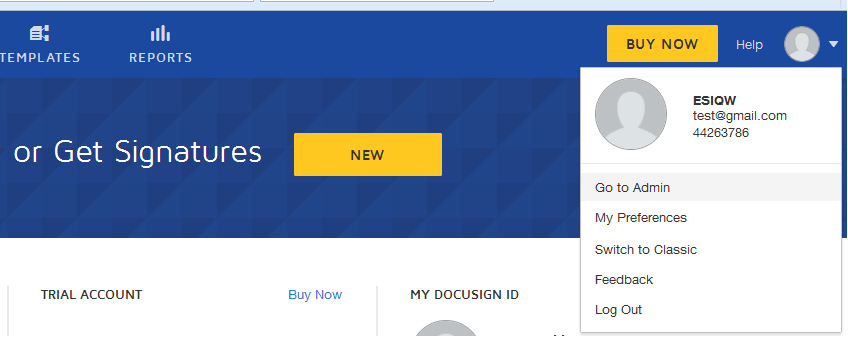 TEMPLATES
REPORTS
BUY NOW
Help
ESIQW
test@gmail.com
44263786
or Get Signatures
NEW
Go to Admin
My Preferences
Switch to Classic
Feedback
Log Out
TRIAL ACCOUNT
Buy Now
MY DOCUSIGN ID